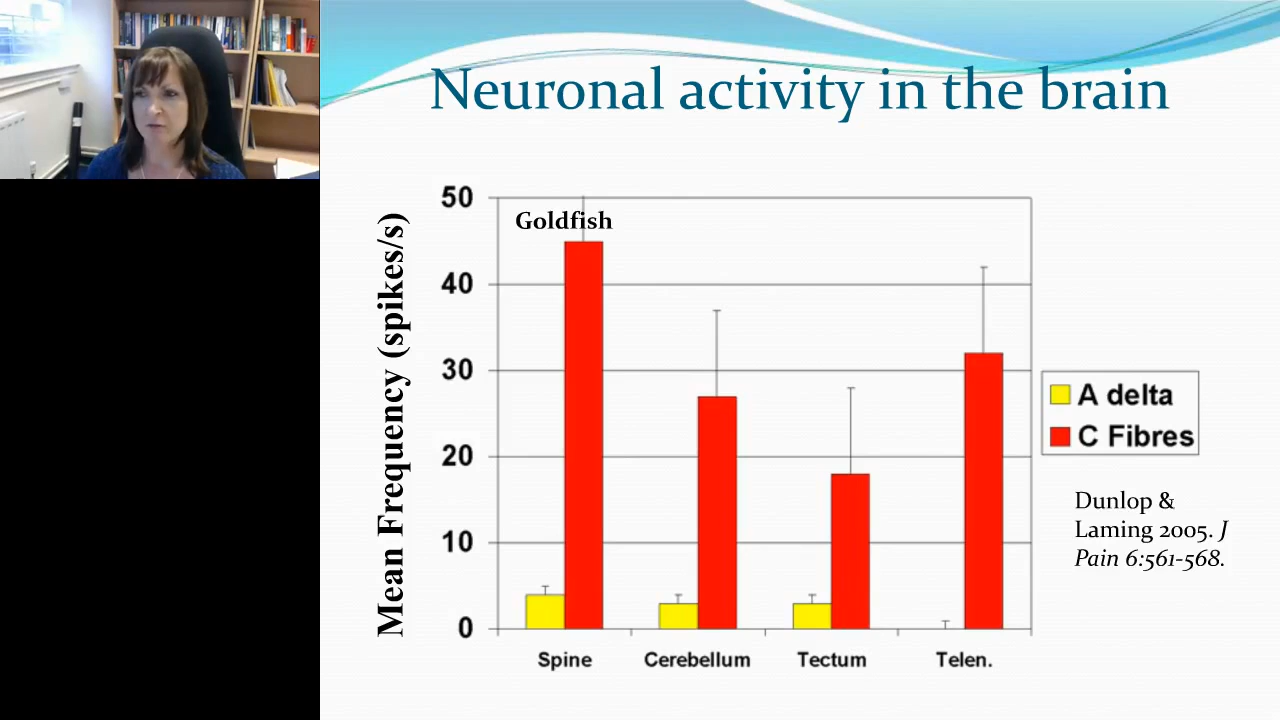 Neuronal activity in the brain
Mean Frequency (spikes/s)
50
40
30
20
10
0
Goldfish
Spine
Cerebellum
Tectum
Telen.
A delta
C Fibres
Dunlop &
Laming 2005. J
Pain 6:561-568.